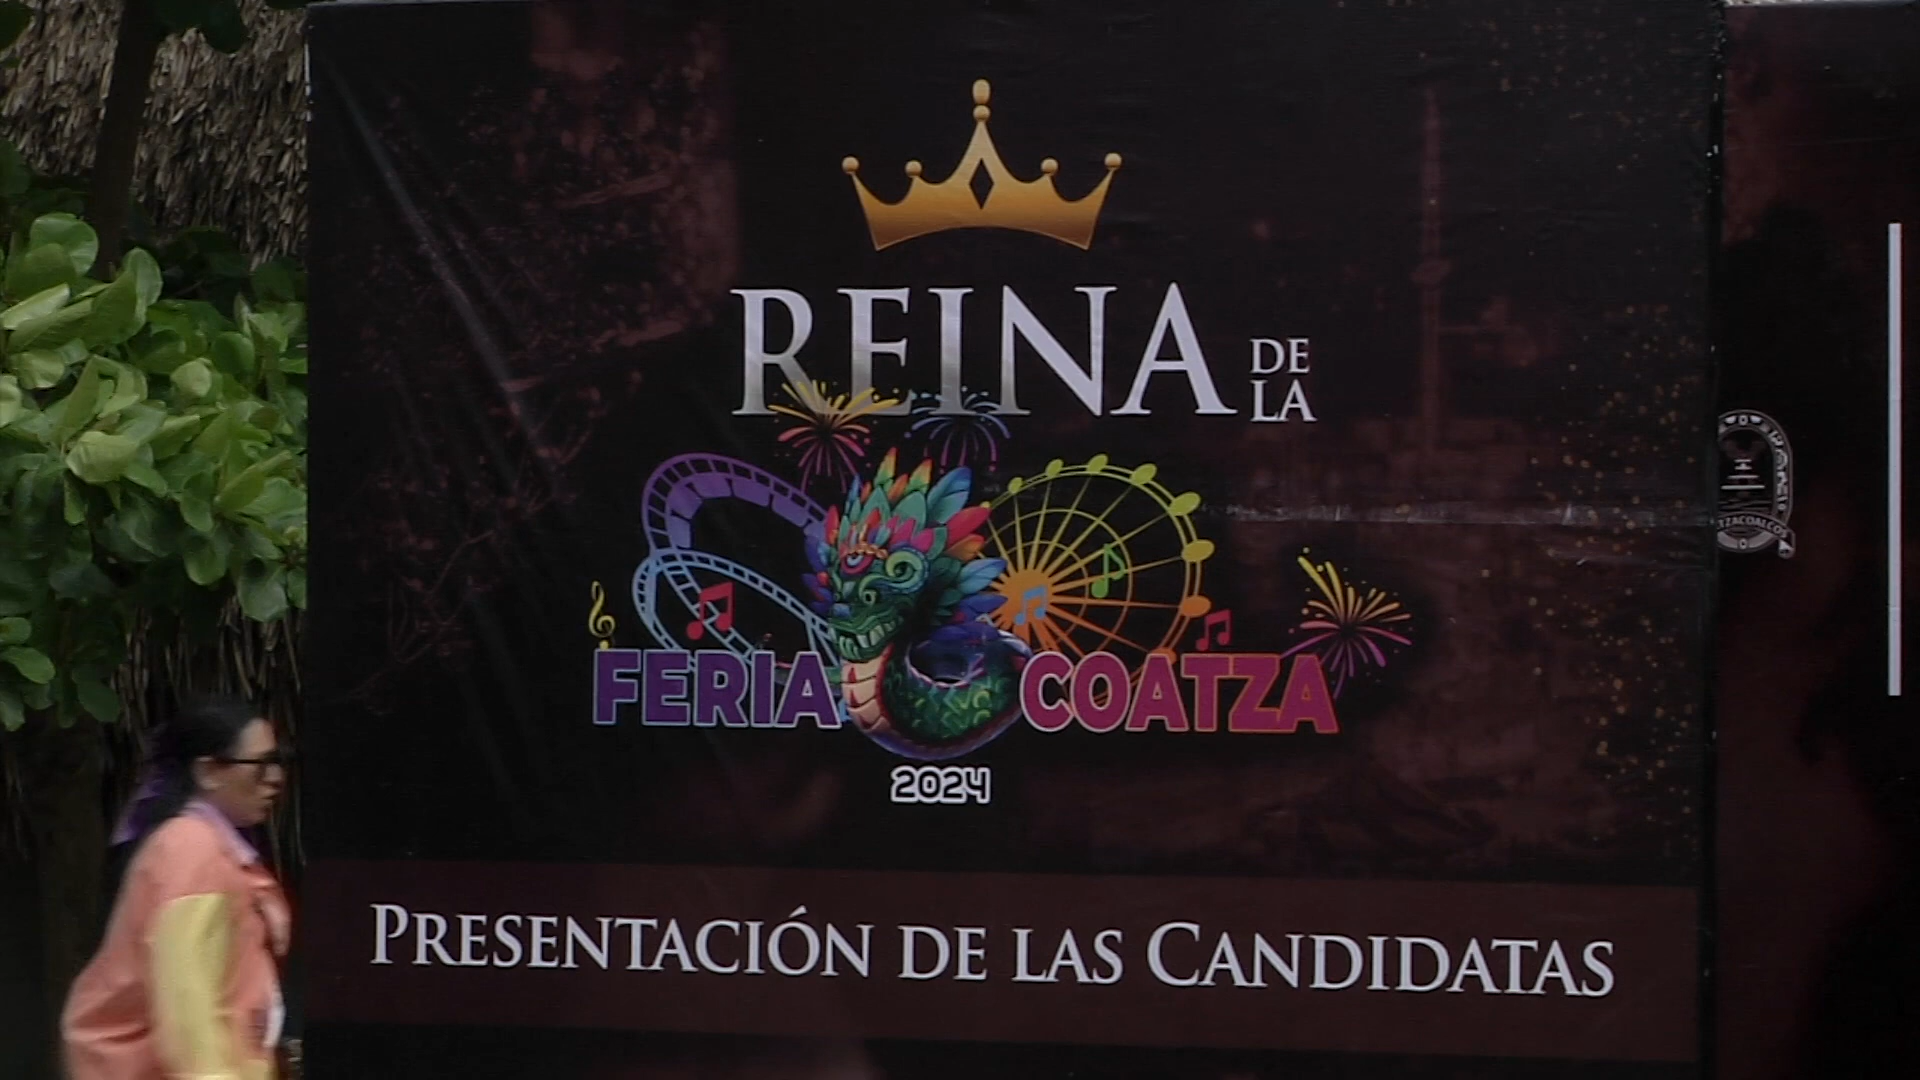 REINA DE LA
FERIA COATZA
2024
PRESENTACIÓN DE LAS CANDIDATAS